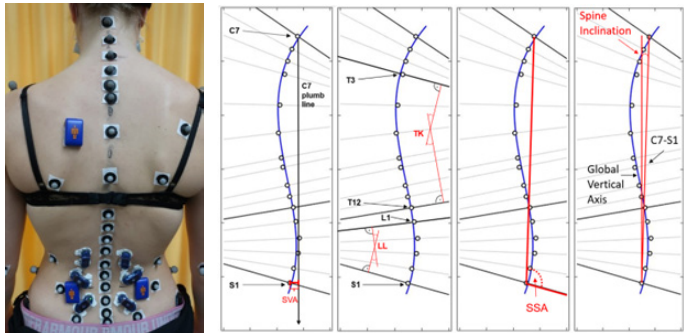 C7
C7
plumb
line
S1
SVA
T3
TK
T12
L1
LL
S1
SSA
Spine
Inclination
C7-S1
Global
Vertical
Axis
ARMOUR